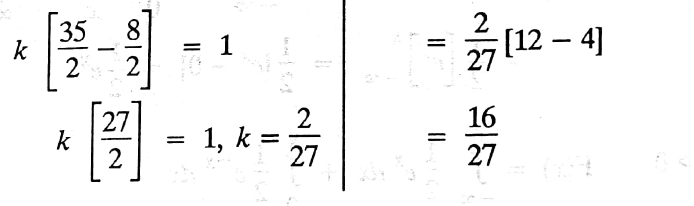 k [35/2 − 8/2] = 1
k [27/2] = 1, k = 2/27
= 2/27 [12 − 4]
= 16/27